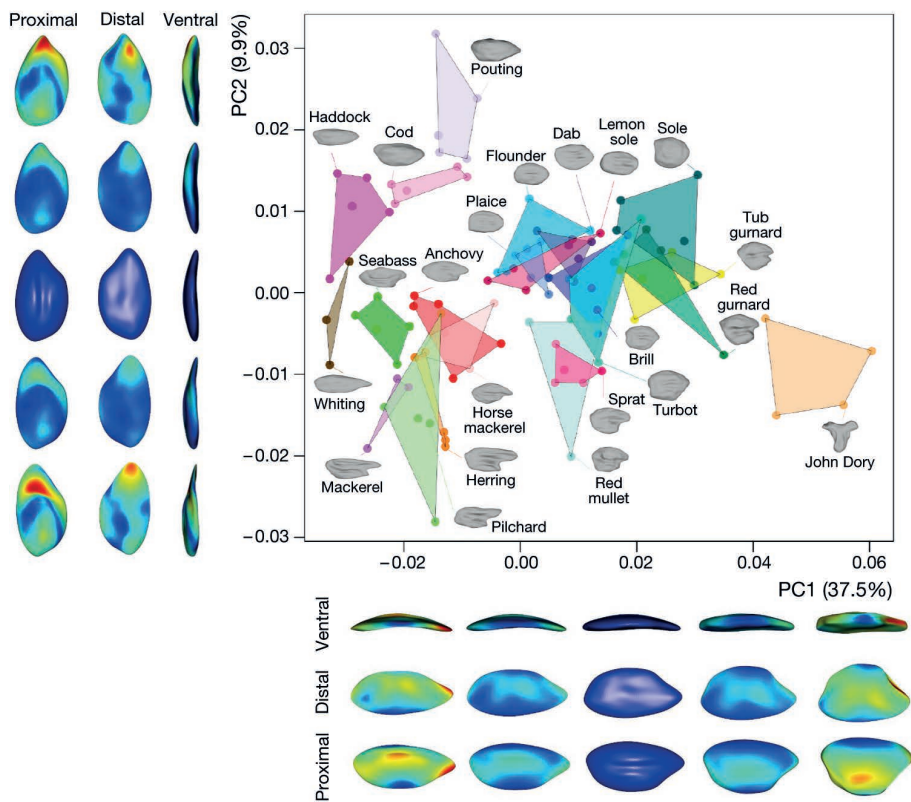 Proximal Distal Ventral
PC2 (9.9%)
0.03
0.02
0.01
0.00
−0.01
−0.02
−0.03
Pouting
Haddock
Cod
Flounder
Dab
Lemon
sole
Sole
Plaice
Tub
gurnard
Seabass
Anchovy
Red
gurnard
Brill
Whiting
Horse
mackerel
Sprat
Turbot
John Dory
Mackerel
Herring
Red
mullet
Pilchard
−0.02 0.00 0.02 0.04 0.06
PC1 (37.5%)
Ventral
Distal
Proximal